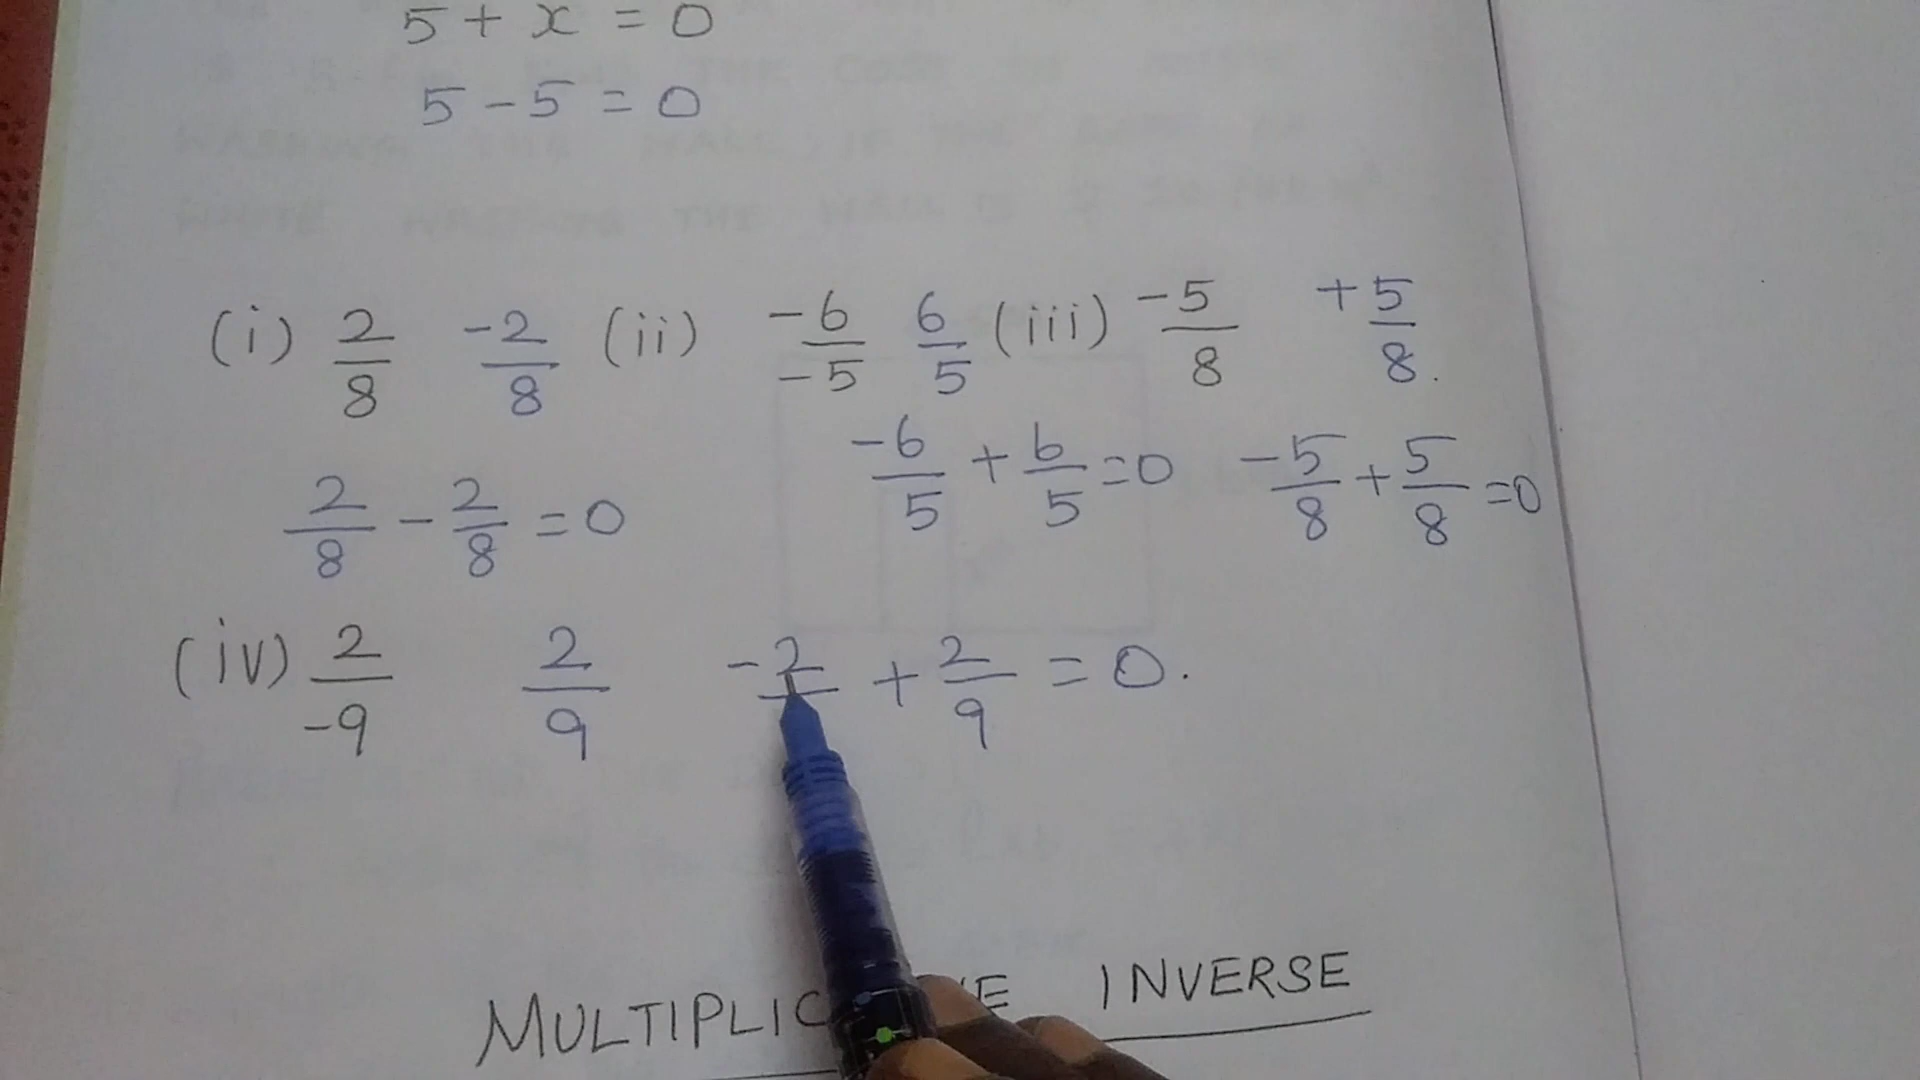 5 + x = 0
5 - 5 = 0
(i) 2/8 -2/8 (ii) -6/-5 6/5 (iii) -5/8 +5/8.
2/8 - 2/8 = 0 -6/5 + 6/5 = 0 -5/8 + 5/8 = 0
(iv) 2/-9 2/9 -2/ + 2/9 = 0.
INVERSE